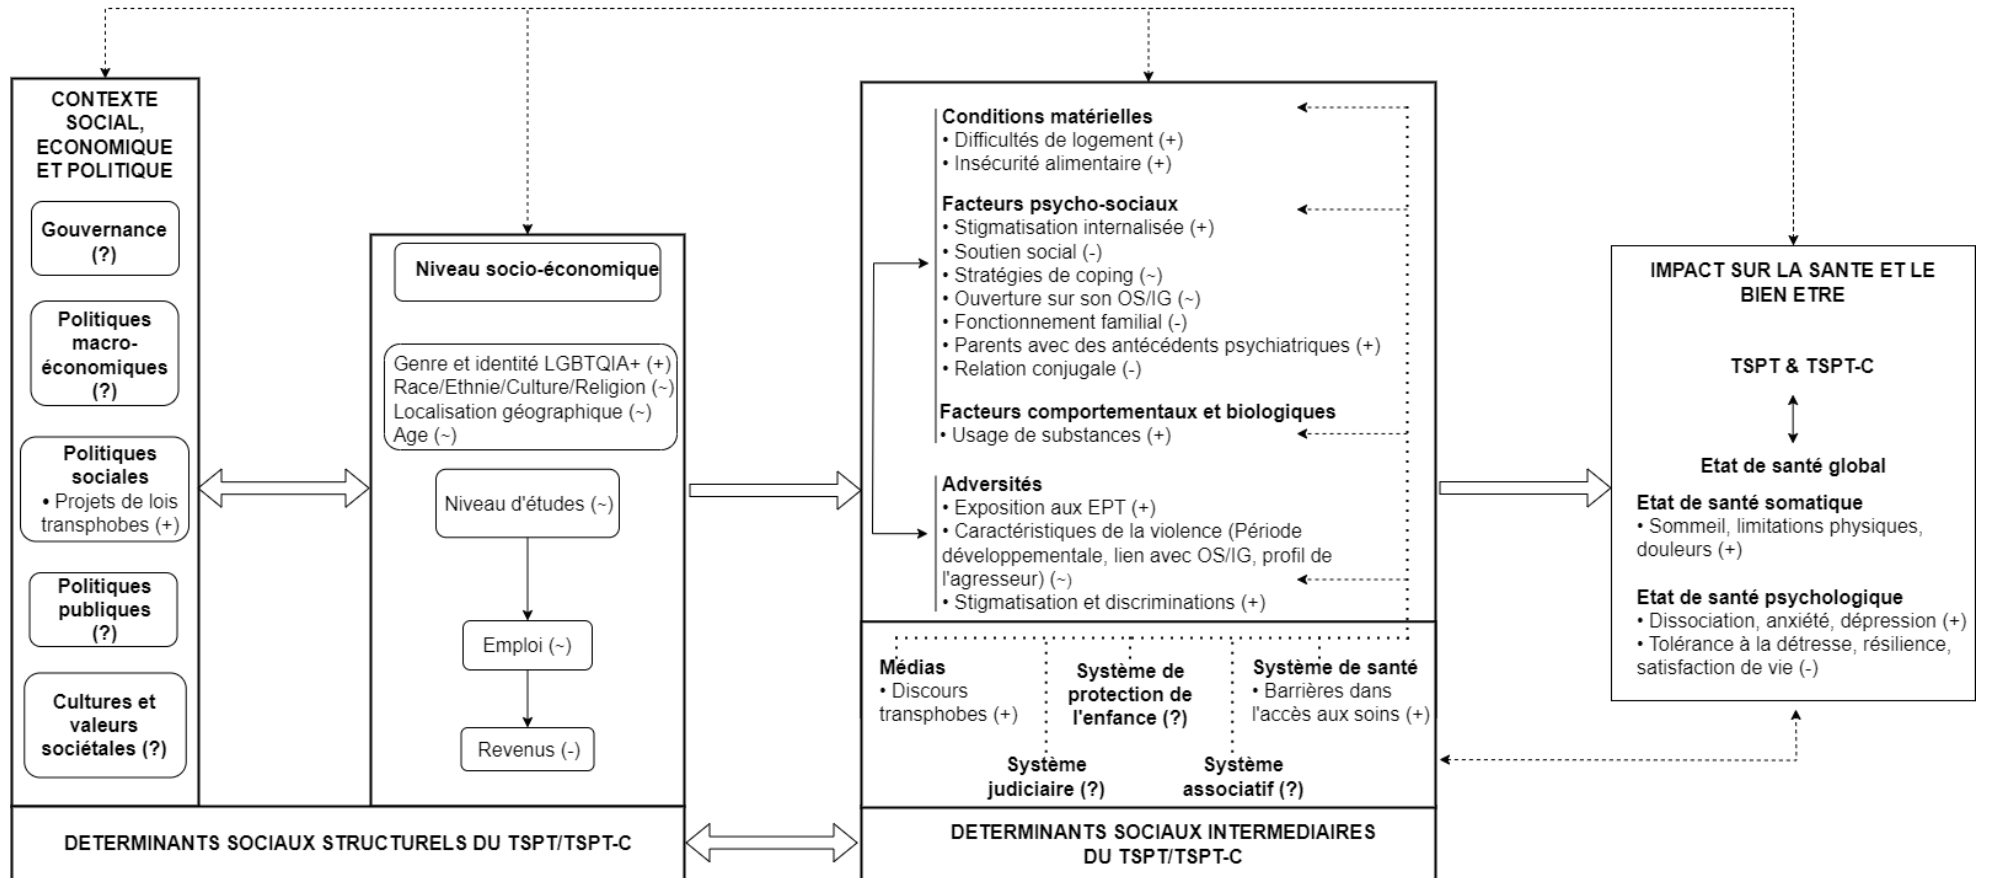 CONTEXTE
SOCIAL,
ECONOMIQUE
ET POLITIQUE
Gouvernance
(?)
Politiques
macro-
économiques
(?)
Politiques
sociales
• Projets de lois
transphobes (+)
Politiques
publiques
(?)
Cultures et
valeurs
sociétales (?)
Niveau socio-économique
Genre et identité LGBTQIA+ (+)
Race/Ethnie/Culture/Religion (~)
Localisation géographique (~)
Age (~)
Niveau d'études (~)
Emploi (~)
Revenus (-)
DETERMINANTS SOCIAUX STRUCTURELS DU TSPT/TSPT-C
Conditions matérielles
• Difficultés de logement (+)
• Insécurité alimentaire (+)
Facteurs psycho-sociaux
• Stigmatisation internalisée (+)
• Soutien social (-)
• Stratégies de coping (~)
• Ouverture sur son OS/IG (~)
• Fonctionnement familial (-)
• Parents avec des antécédents psychiatriques (+)
• Relation conjugale (-)
Facteurs comportementaux et biologiques
• Usage de substances (+)
Adversités
• Exposition aux EPT (+)
• Caractéristiques de la violence (Période
développementale, lien avec OS/IG, profil de
l'agresseur) (~)
• Stigmatisation et discriminations (+)
Médias
• Discours
transphobes (+)
Système de
protection de
l'enfance (?)
Système de santé
• Barrières dans
l'accès aux soins (+)
Système
judiciaire (?)
Système
associatif (?)
DETERMINANTS SOCIAUX INTERMEDIAIRES
DU TSPT/TSPT-C
IMPACT SUR LA SANTE ET LE
BIEN ETRE
TSPT & TSPT-C
Etat de santé global
Etat de santé somatique
• Sommeil, limitations physiques,
douleurs (+)
Etat de santé psychologique
• Dissociation, anxiété, dépression (+)
• Tolérance à la détresse, résilience,
satisfaction de vie (-)